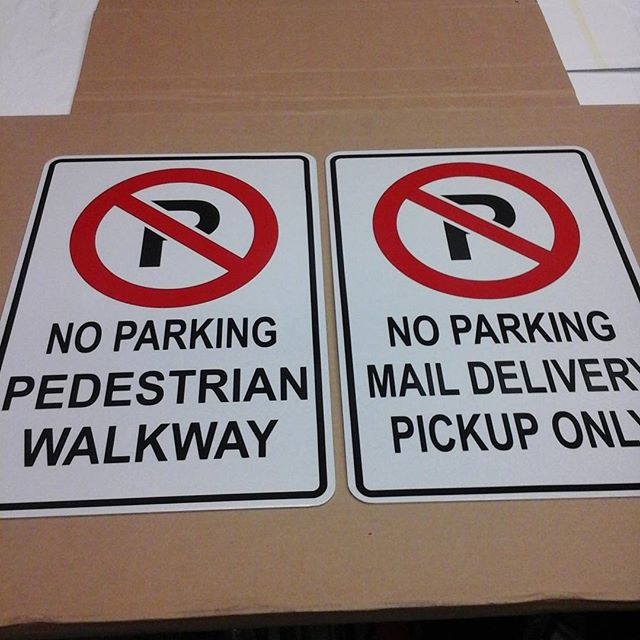 P
NO PARKING
PEDESTRIAN
WALKWAY
P
NO PARKING
MAIL DELIVERY
PICKUP ONLY